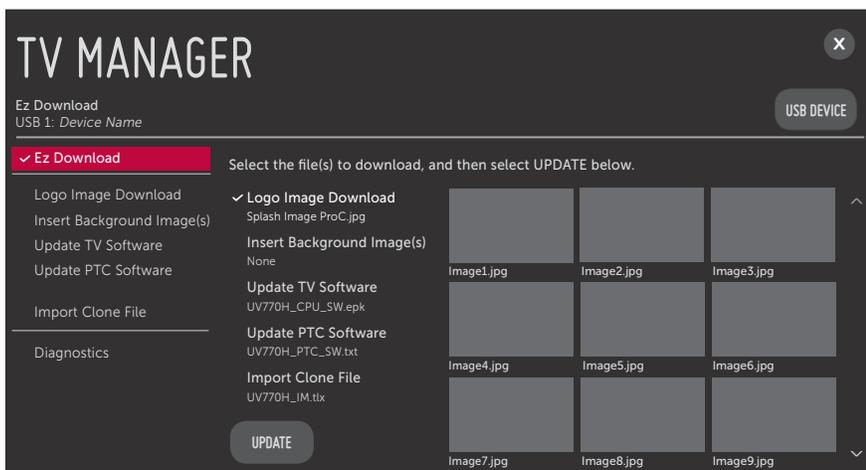 TV MANAGER
X
Ez Download
USB 1: Device Name
USB DEVICE
Ez Download
Logo Image Download
Insert Background Image(s)
Update TV Software
Update PTC Software
Import Clone File
Diagnostics
Select the file(s) to download, and then select UPDATE below.
Logo Image Download
Splash Image ProC.jpg
Insert Background Image(s)
None
Update TV Software
UV770H_CPU_SW.epk
Update PTC Software
UV770H_PTC_SW.txt
Import Clone File
UV770H_IM.tlx
UPDATE
Image1.jpg
Image2.jpg
Image3.jpg
Image4.jpg
Image5.jpg
Image6.jpg
Image7.jpg
Image8.jpg
Image9.jpg